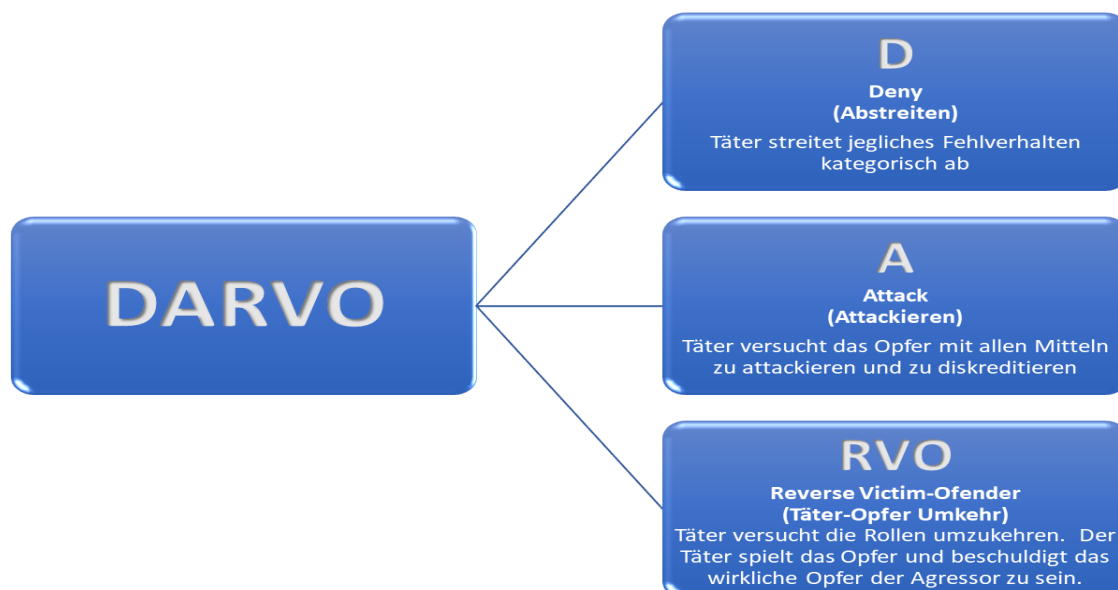 DARVO
D
Deny
(Abstreiten)
Täter streitet jegliches Fehlverhalten
kategorisch ab
A
Attack
(Attackieren)
Täter versucht das Opfer mit allen Mitteln
zu attackieren und zu diskreditieren
RVO
Reverse Victim-Ofender
(Täter-Opfer Umkehr)
Täter versucht die Rollen umzukehren.  Der
Täter spielt das Opfer und beschuldigt das
wirkliche Opfer der Agressor zu sein.